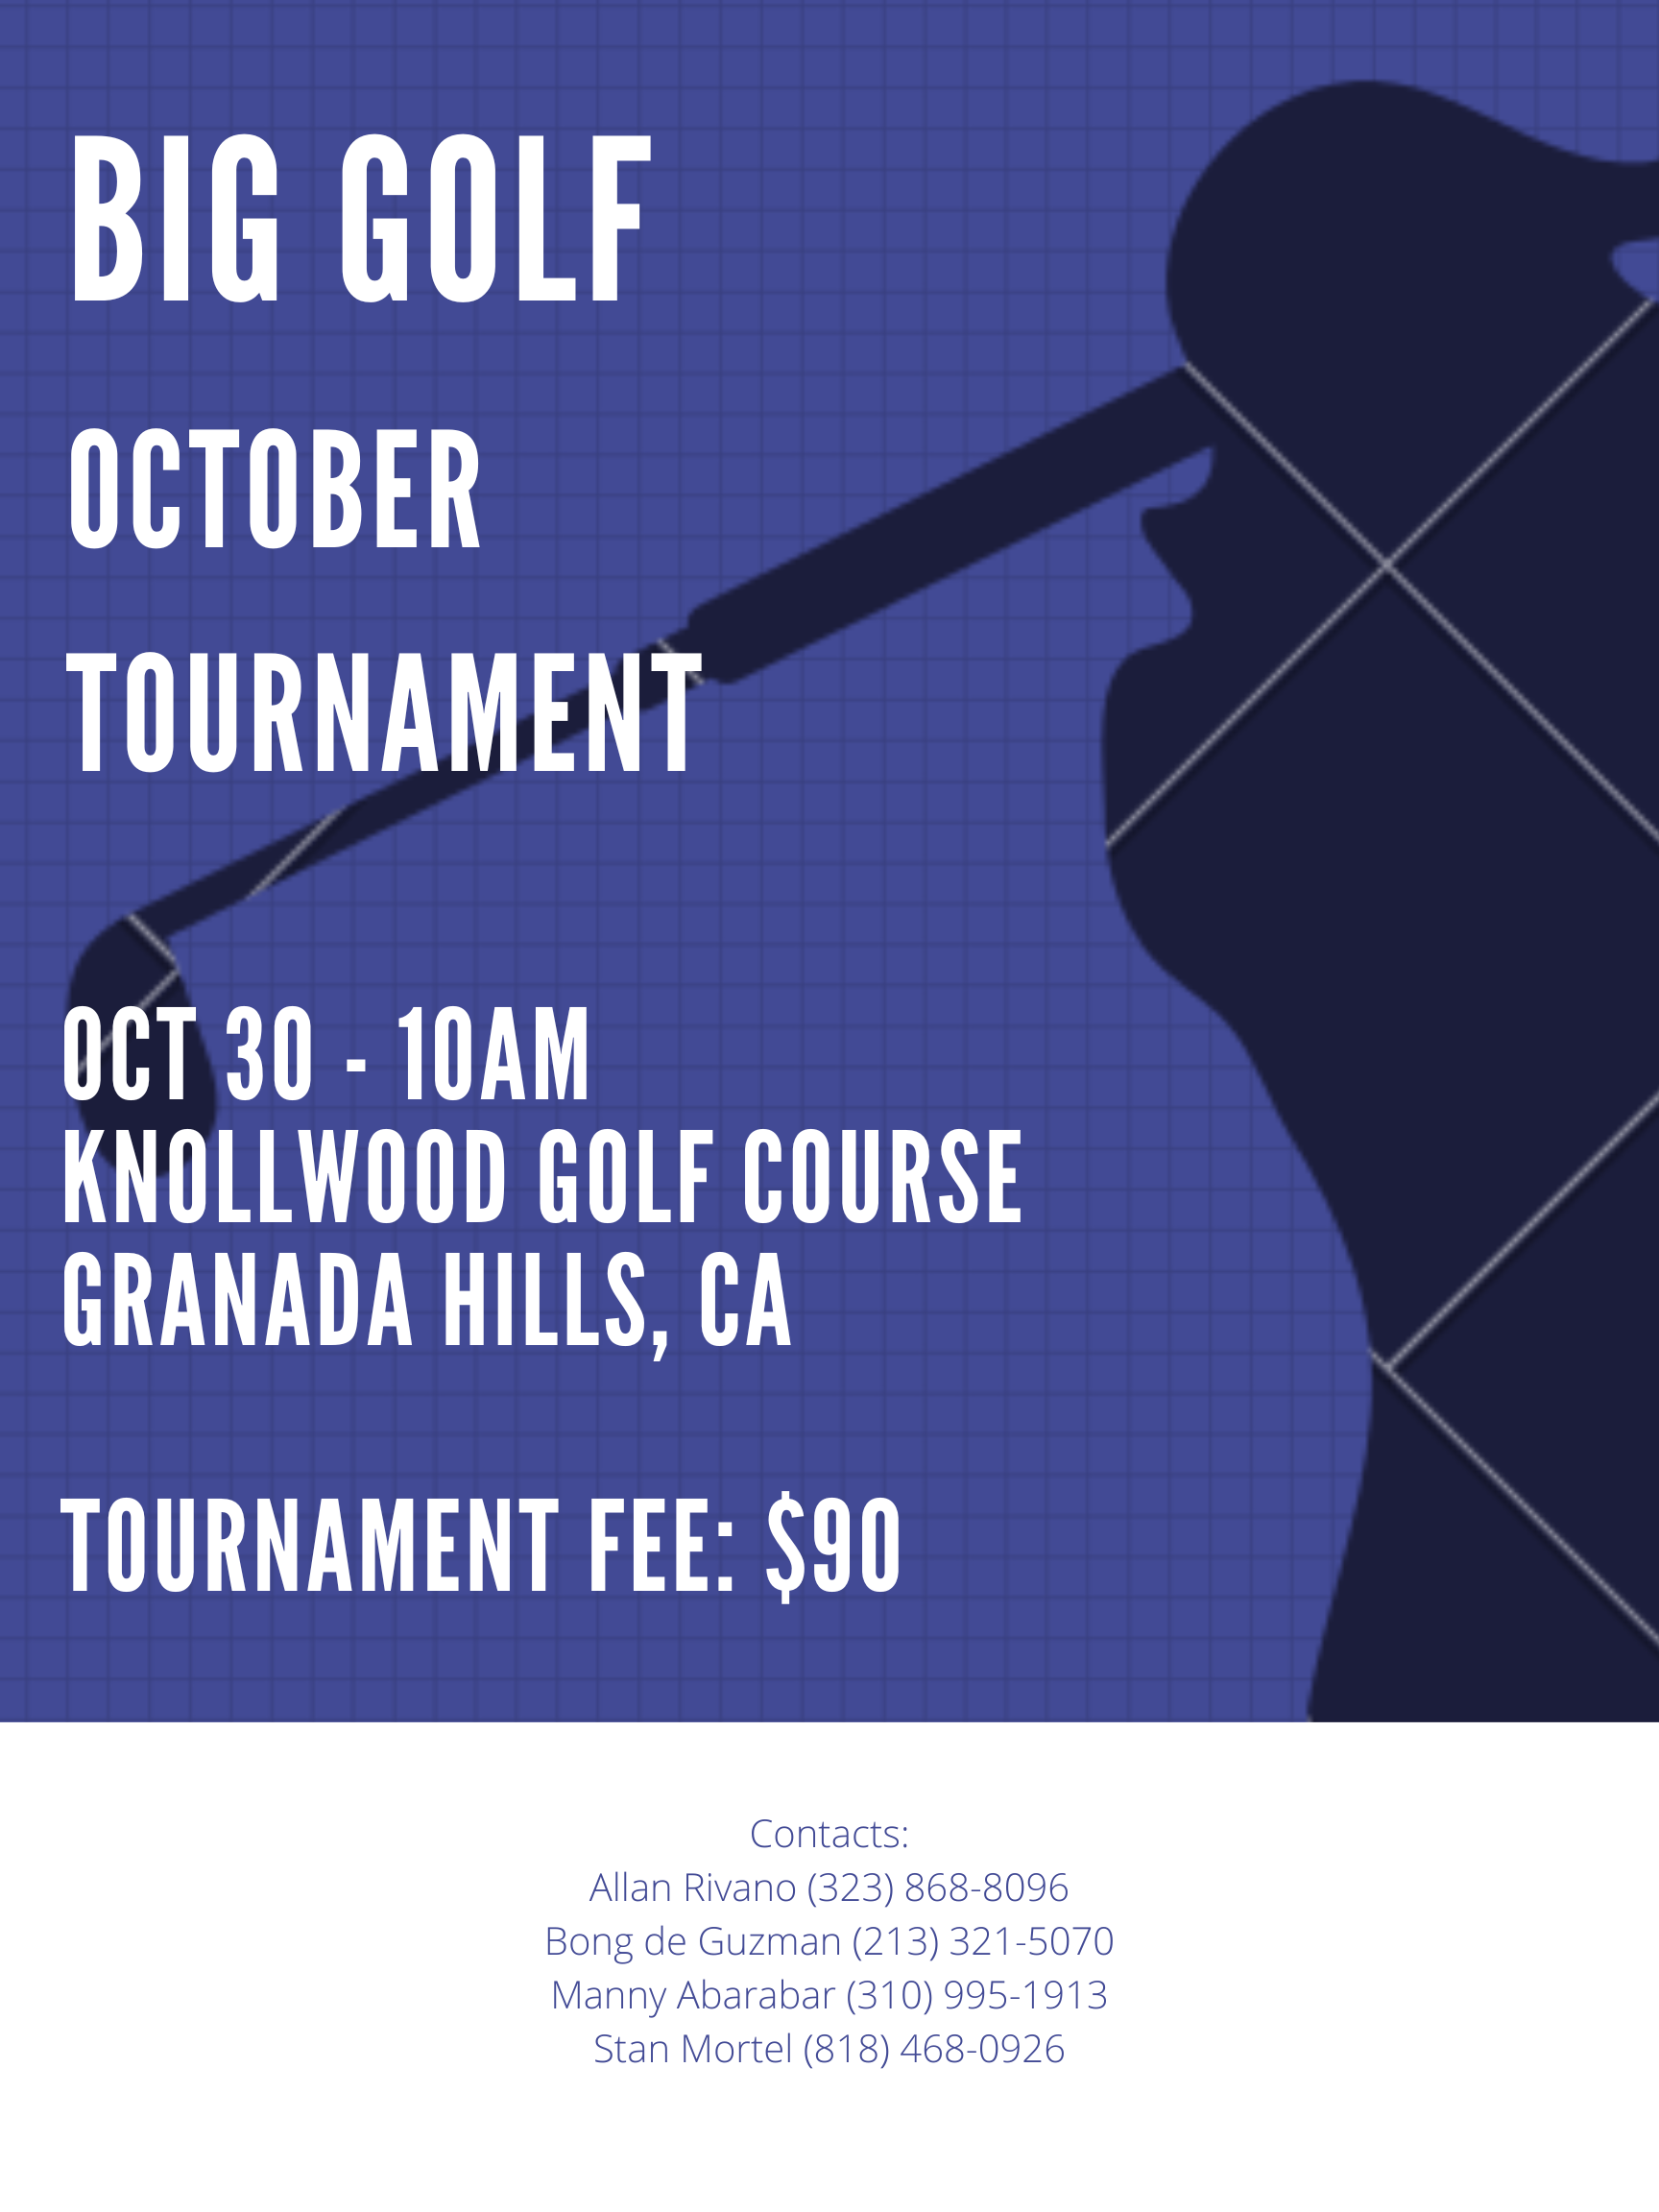 BIG GOLF
OCTOBER
TOURNAMENT
OCT 30 - 10AM
KNOLLWOOD GOLF COURSE
GRANADA HILLS, CA
TOURNAMENT FEE: $90
Contacts:
Allan Rivano (323) 868-8096
Bong de Guzman (213) 321-5070
Manny Abarabar (310) 995-1913
Stan Mortel (818) 468-0926